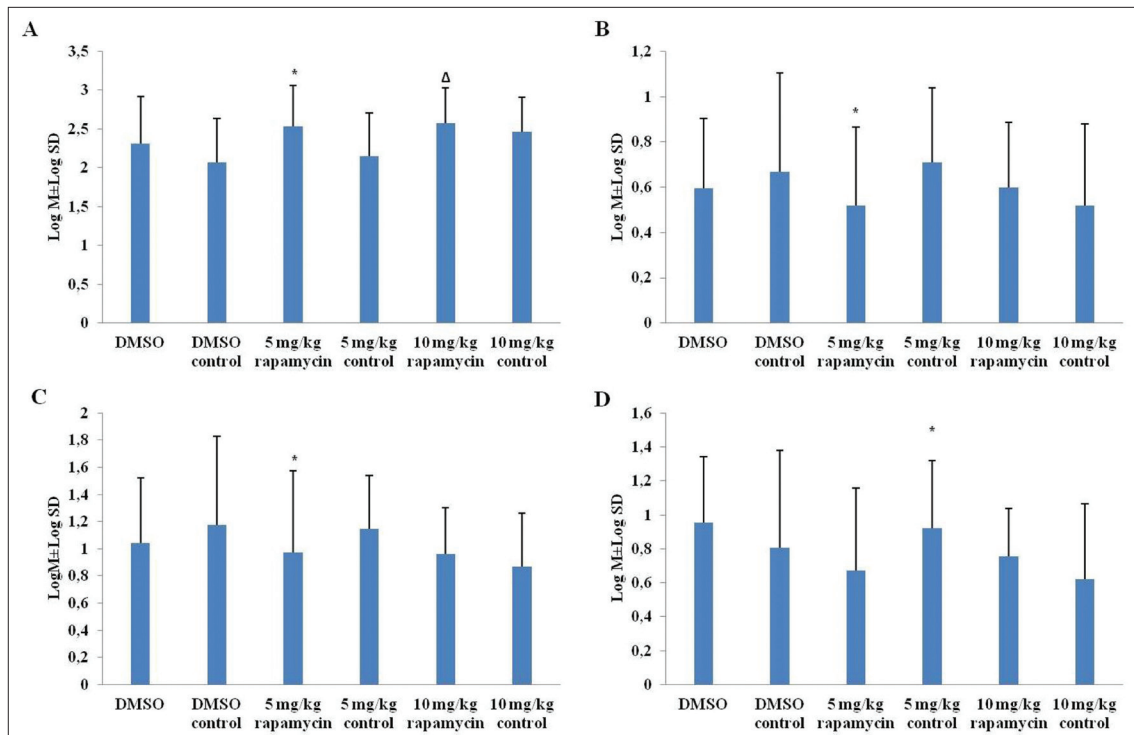 A
Log M±Log SD
3,5
3
2,5
2
1,5
1
0,5
0
*
Δ
DMSO
DMSO control
5 mg/kg rapamycin
5 mg/kg control
10 mg/kg rapamycin
10 mg/kg control
B
Log M±Log SD
1,2
1
0,8
0,6
0,4
0,2
0
*
DMSO
DMSO control
5 mg/kg rapamycin
5 mg/kg control
10 mg/kg rapamycin
10 mg/kg control
C
LogM±Log SD
2
1,8
1,6
1,4
1,2
1
0,8
0,6
0,4
0,2
0
*
DMSO
DMSO control
5 mg/kg rapamycin
5 mg/kg control
10 mg/kg rapamycin
10 mg/kg control
D
Log M±Log SD
1,6
1,4
1,2
1
0,8
0,6
0,4
0,2
0
*
DMSO
DMSO control
5 mg/kg rapamycin
5 mg/kg control
10 mg/kg rapamycin
10 mg/kg control